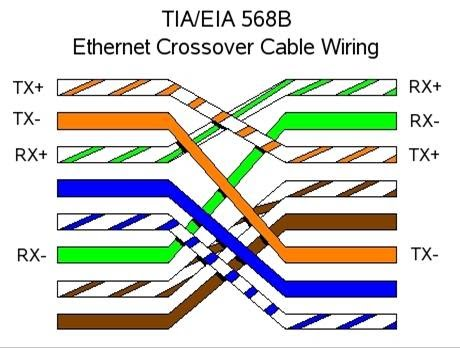 TIA/EIA 568B
Ethernet Crossover Cable Wiring
TX+
RX+
TX-
RX-
RX+
TX+
RX-
TX-